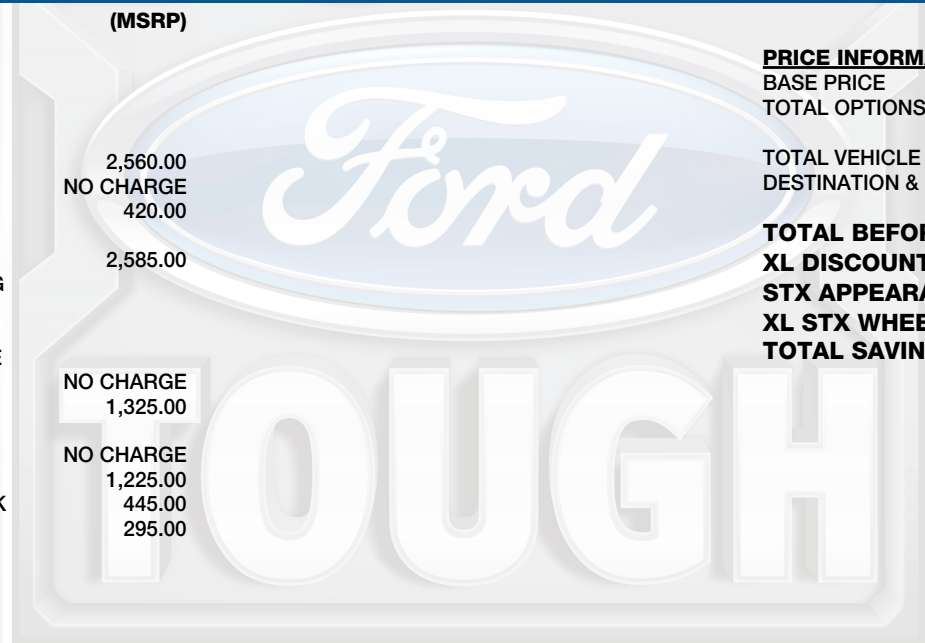 (MSRP)
2,560.00
NO CHARGE
420.00
2,585.00
G
E
NO CHARGE
1,325.00
NO CHARGE
1,225.00
K
445.00
295.00
PRICE INFORMA
BASE PRICE
TOTAL OPTIONS
TOTAL VEHICLE
DESTINATION &
TOTAL BEFOR
XL DISCOUNT
STX APPEARA
XL STX WHEE
TOTAL SAVIN
Ford
TOUGH